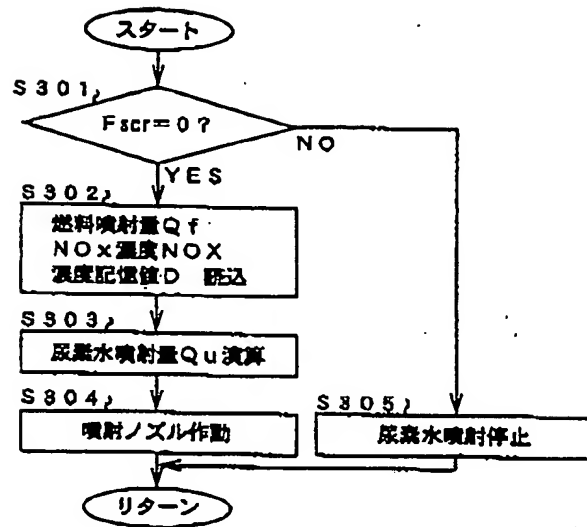 スタート
S301
Fscr=0?
NO
YES
S302
燃料噴射量Qf
NOx濃度NOX
濃度記憶値D 読込
S303
尿素水噴射量Qu演算
S304
噴射ノズル作動
S305
尿素水噴射停止
リターン